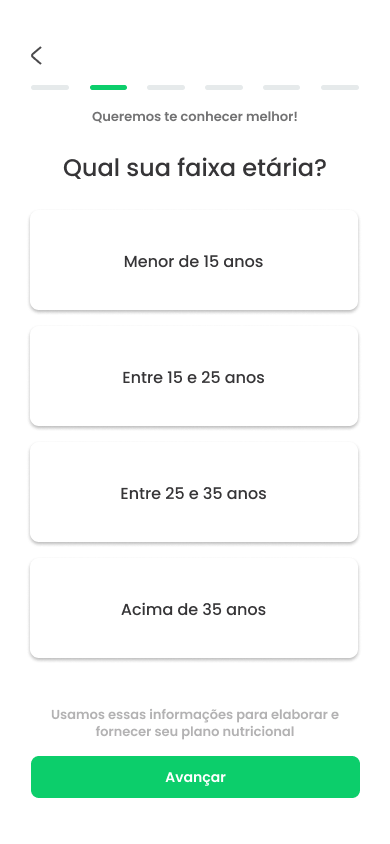 Queremos te conhecer melhor!
Qual sua faixa etária?
Menor de 15 anos
Entre 15 e 25 anos
Entre 25 e 35 anos
Acima de 35 anos
Usamos essas informações para elaborar e
fornecer seu plano nutricional
Avançar